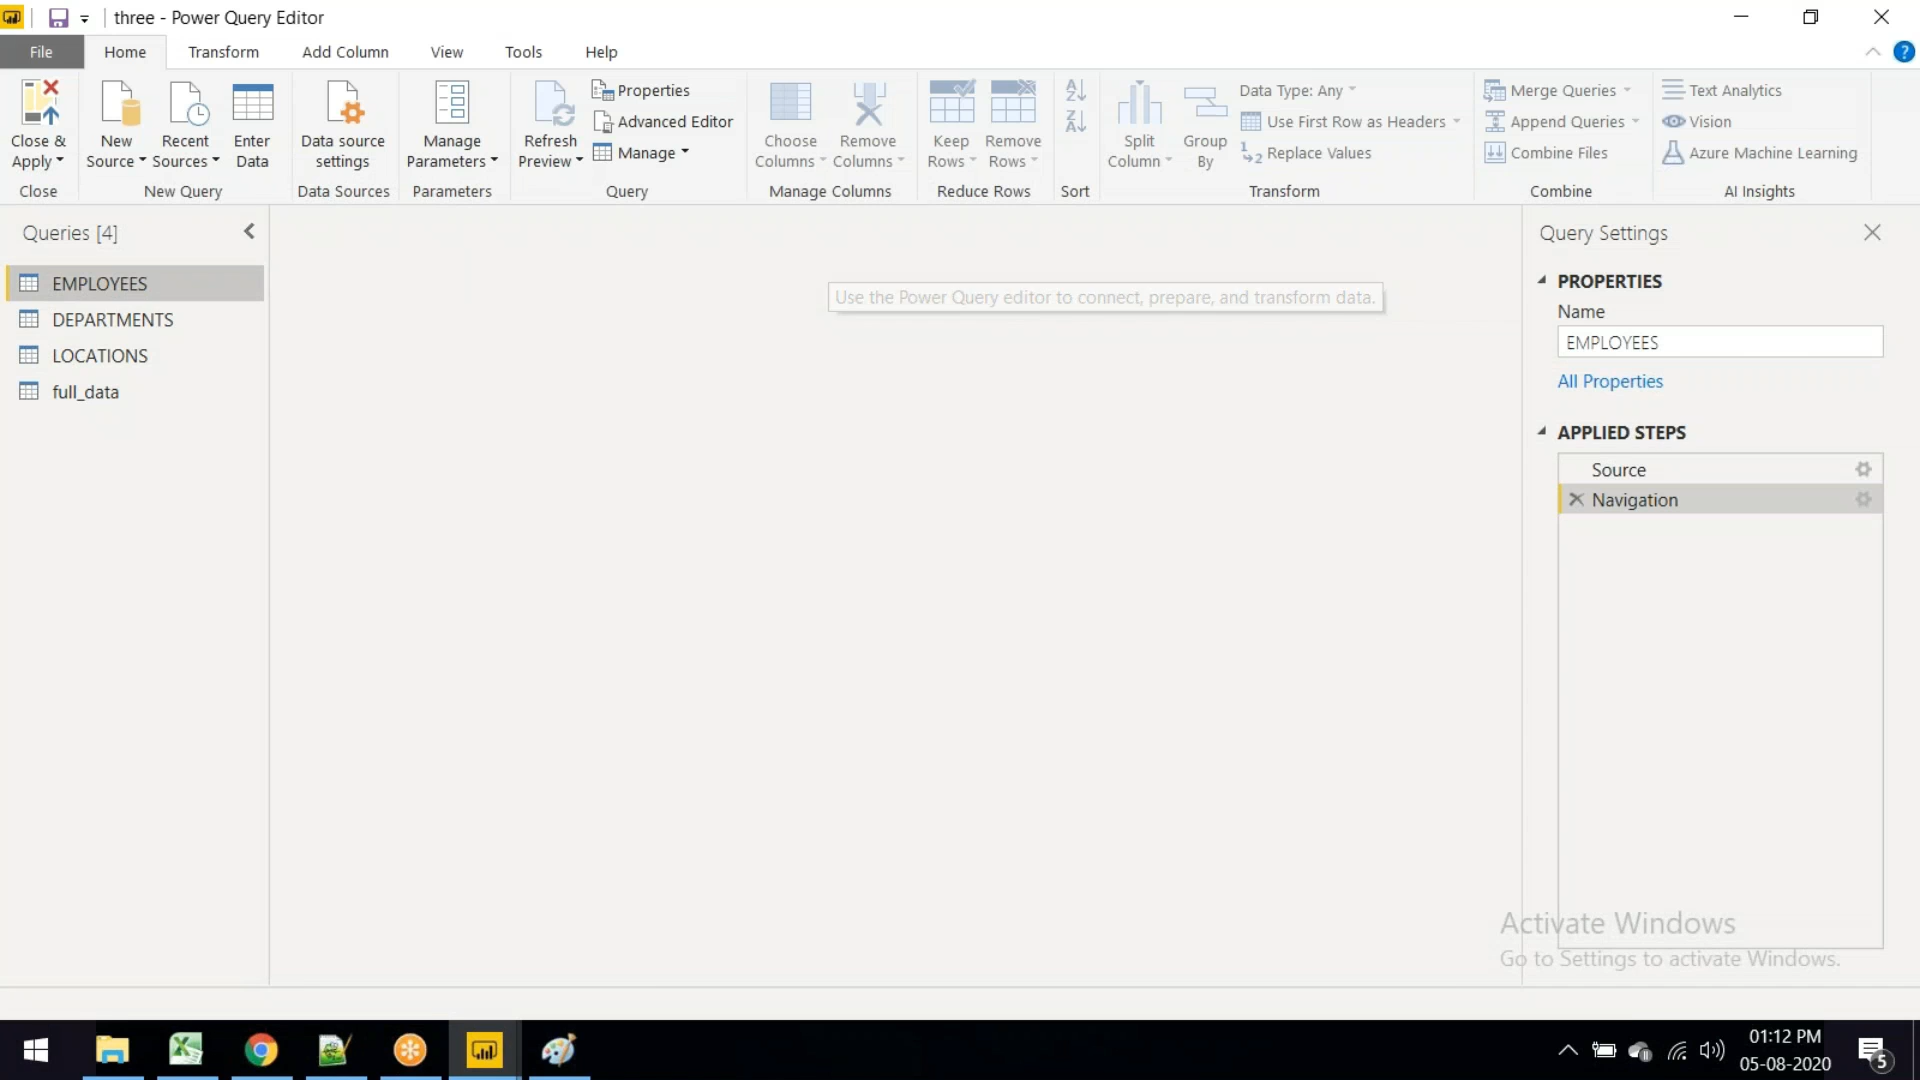 three - Power Query Editor
File Home Transform Add Column View Tools Help
Close & Apply
New Source
Recent Sources
Enter Data
Data source settings
Manage Parameters
Refresh Preview
Properties
Advanced Editor
Manage
Choose Columns
Remove Columns
Keep Rows
Remove Rows
Split Column
Group By
Data Type: Any
Use First Row as Headers
Replace Values
Merge Queries
Append Queries
Combine Files
Text Analytics
Vision
Azure Machine Learning
Close New Query Data Sources Parameters Query Manage Columns Reduce Rows Sort Transform Combine AI Insights
Queries [4]
EMPLOYEES
DEPARTMENTS
LOCATIONS
full_data
Use the Power Query editor to connect, prepare, and transform data.
Query Settings
PROPERTIES
Name
EMPLOYEES
All Properties
APPLIED STEPS
Source
Navigation
Activate Windows
Go to Settings to activate Windows.
01:12 PM
05-08-2020
5